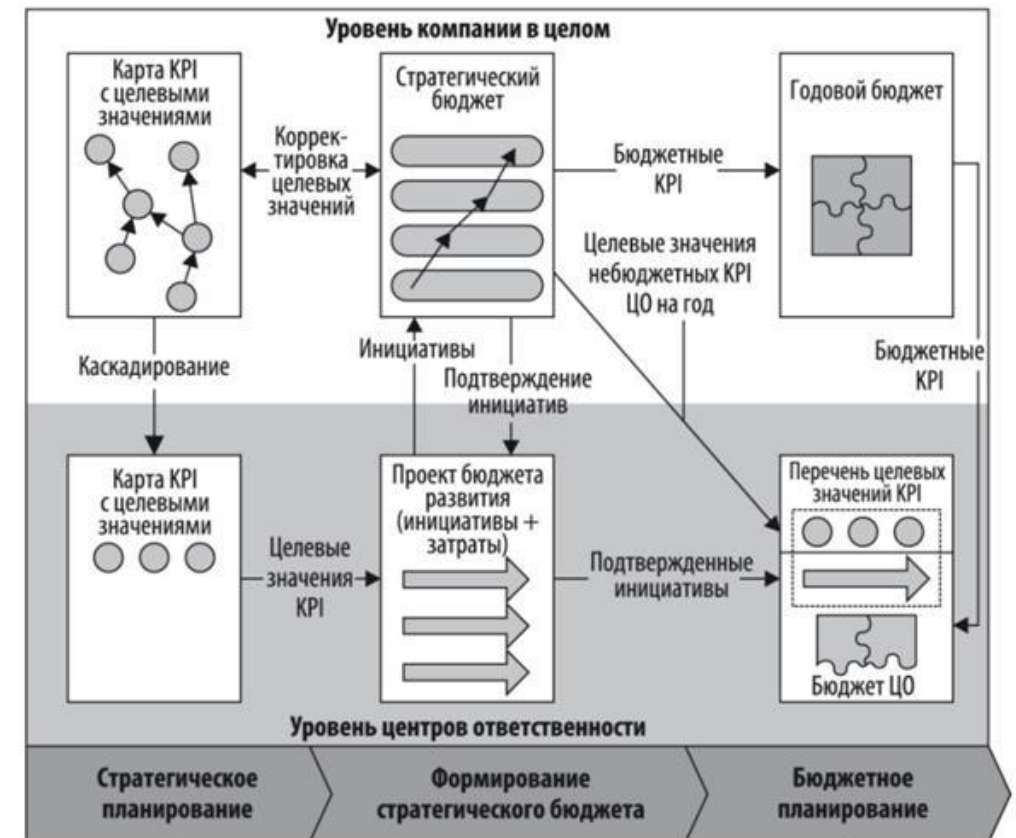 Уровень компании в целом
Карта KPI
с целевыми
значениями
Коррек-
тировка
целевых
значений
Стратегический
бюджет
Бюджетные
KPI
Годовой бюджет
Целевые значения
небюджетных KPI
ЦО на год
Каскадирование
Инициативы
Подтверждение
инициатив
Бюджетные
KPI
Карта KPI
с целевыми
значениями
Целевые
значения
KPI
Проект бюджета
развития
(инициативы +
затраты)
Подтвержденные
инициативы
Перечень целевых
значений KPI
Бюджет ЦО
Уровень центров ответственности
Стратегическое
планирование
Формирование
стратегического бюджета
Бюджетное
планирование